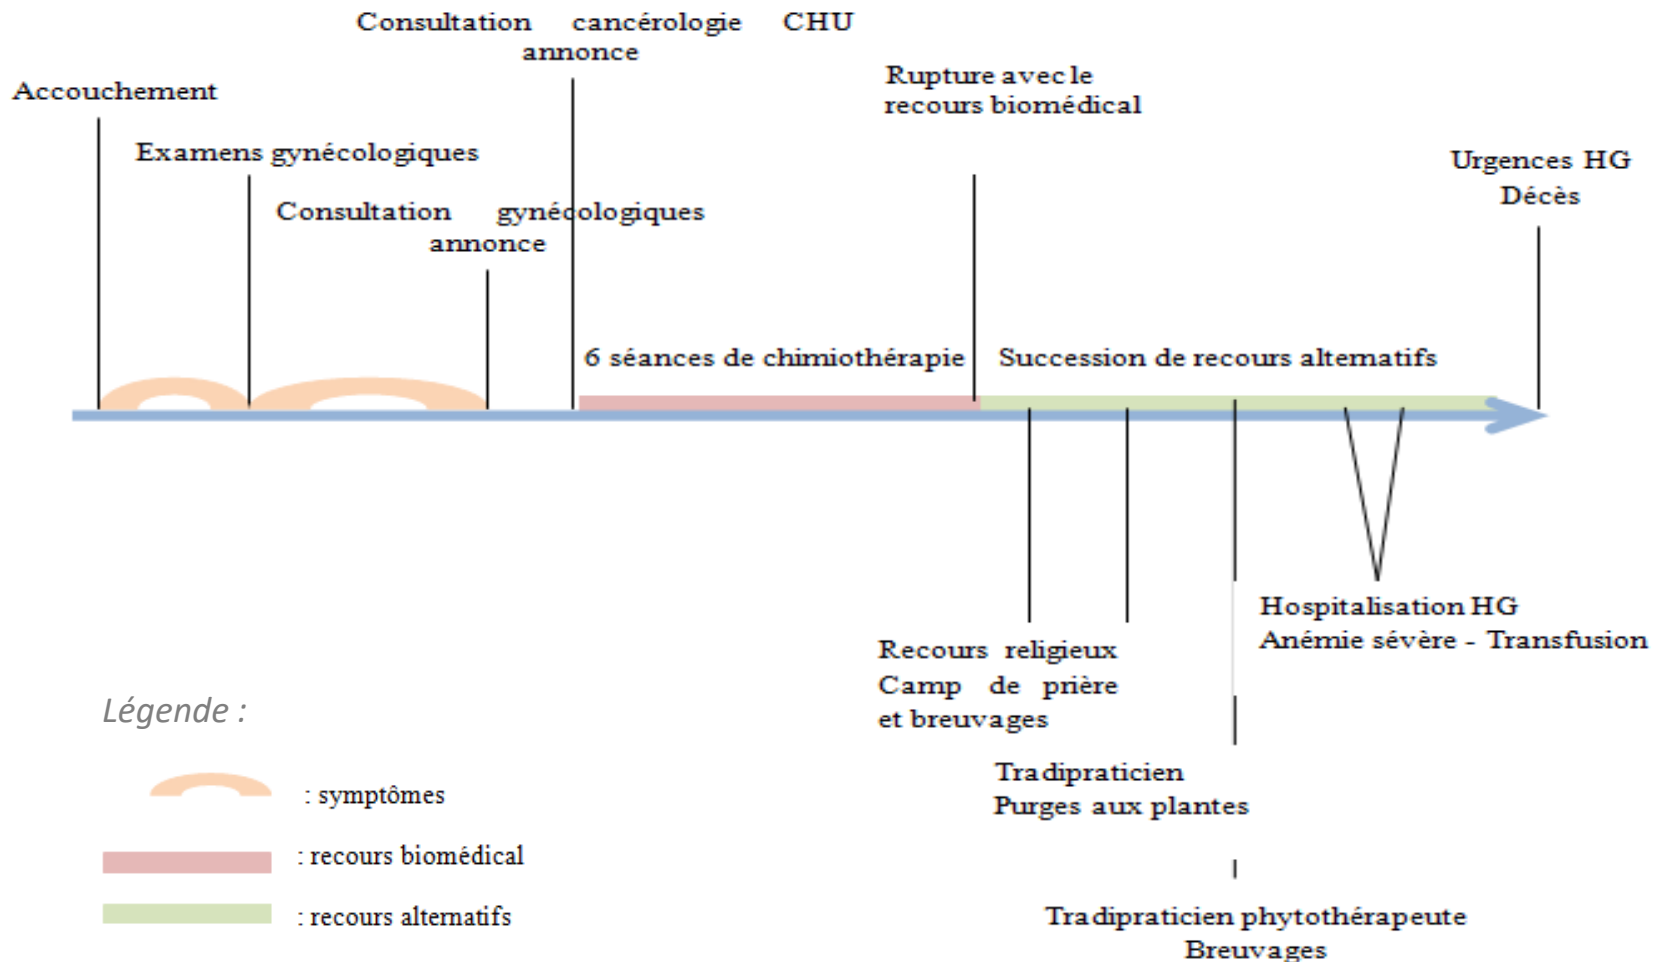 Consultation cancérologie CHU
annonce
Accouchement
Rupture avec le
recours biomédical
Examens gynécologiques
Urgences HG
Décès
Consultation gynécologiques
annonce
6 séances de chimiothérapie
Succession de recours alternatifs
Hospitalisation HG
Anémie sévère - Transfusion
Recours religieux
Camp de prière
et breuvages
Tradipraticien
Purges aux plantes
Tradipraticien phytothérapeute
Breuvages
Légende :
: symptômes
: recours biomédical
: recours alternatifs